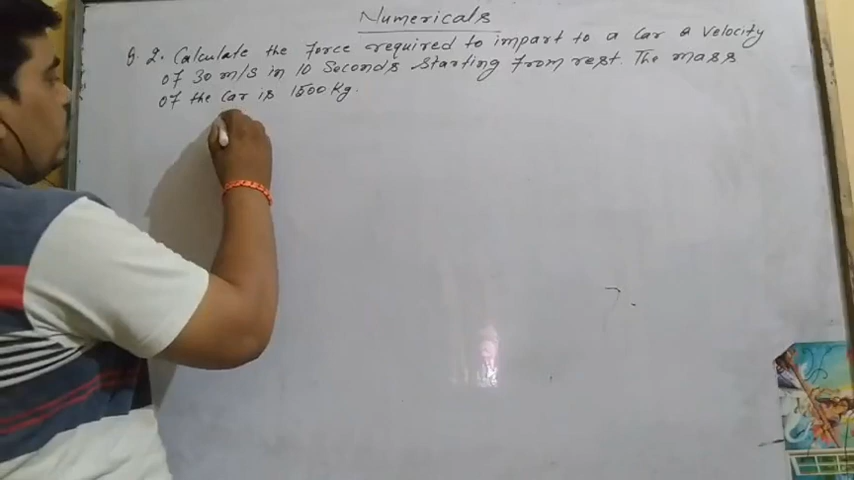 Numericals
Q 2. Calculate the Force required to impart to a Car a Velocity
of 30 m/s in 10 Seconds Starting from rest. The mass
of the Car is 1500 Kg.